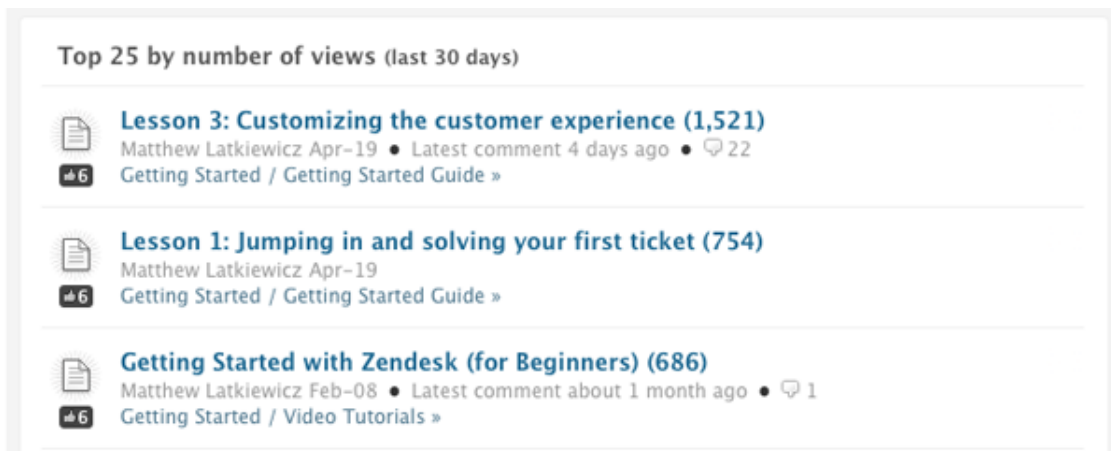 Top 25 by number of views (last 30 days)
Lesson 3: Customizing the customer experience (1,521)
Matthew Latkiewicz Apr–19 ● Latest comment 4 days ago ● 22
6 Getting Started / Getting Started Guide »
Lesson 1: Jumping in and solving your first ticket (754)
Matthew Latkiewicz Apr–19
6 Getting Started / Getting Started Guide »
Getting Started with Zendesk (for Beginners) (686)
Matthew Latkiewicz Feb–08 ● Latest comment about 1 month ago ● 1
6 Getting Started / Video Tutorials »